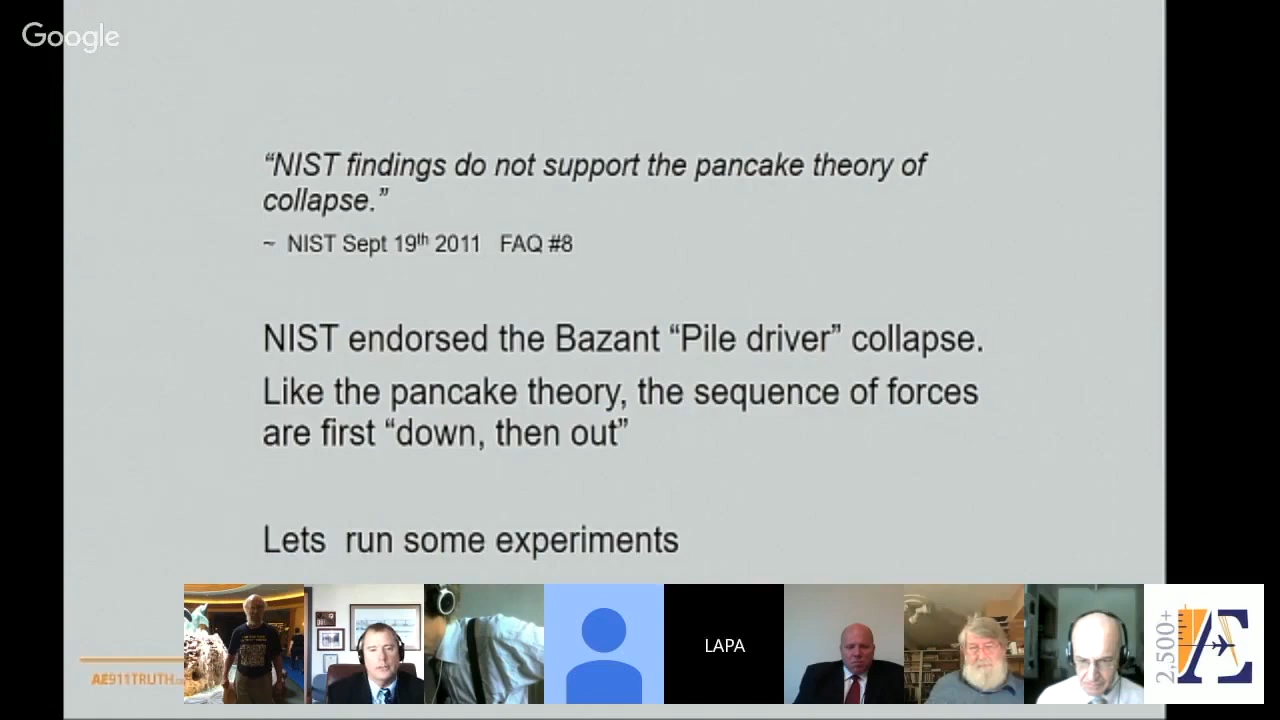 Google
“NIST findings do not support the pancake theory of
collapse.”
~ NIST Sept 19th 2011 FAQ #8
NIST endorsed the Bazant “Pile driver” collapse.
Like the pancake theory, the sequence of forces
are first “down, then out”
Lets run some experiments
AE911TRUTH
LAPA
2,500+
AE